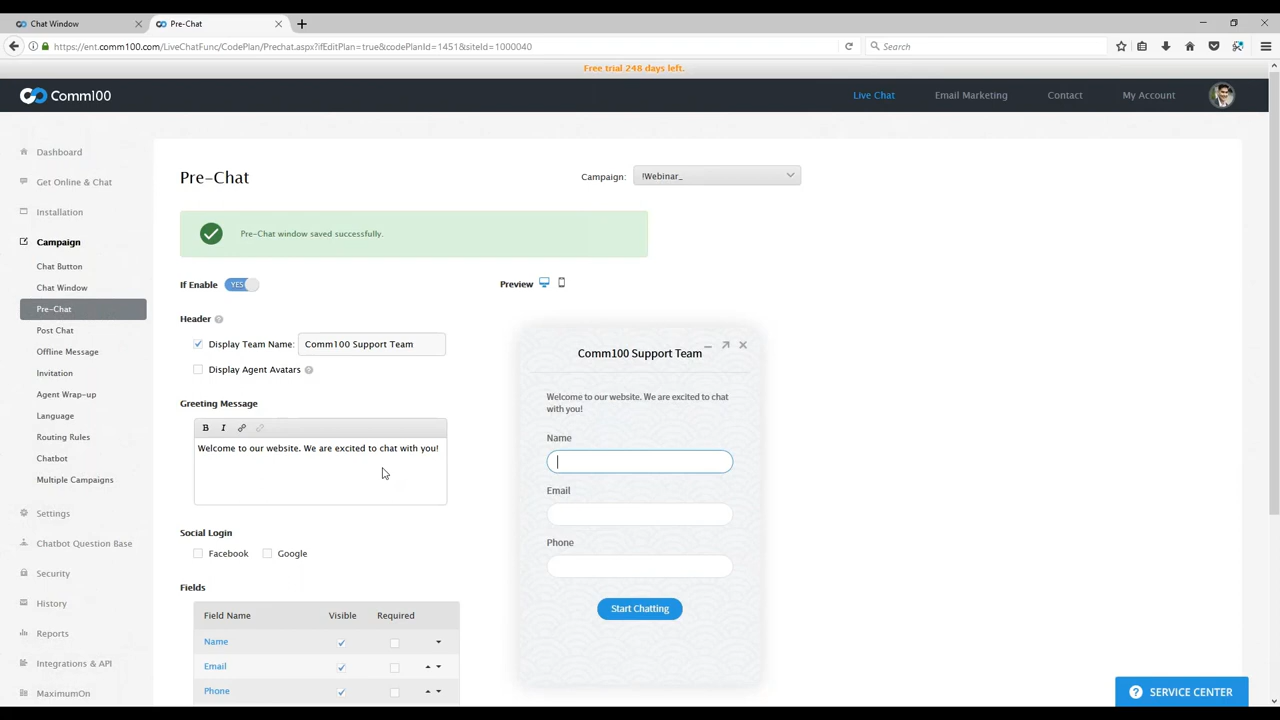 Chat Window
Pre-Chat
https://ent.comm100.com/LiveChatFunc/CodePlan/Prechat.aspx?ifEditPlan=true&codePlanId=1451&siteId=1000040
Search
Free trial 248 days left.
Comm100
Live Chat
Email Marketing
Contact
My Account
Dashboard
Get Online & Chat
Installation
Campaign
Chat Button
Chat Window
Pre-Chat
Post Chat
Offline Message
Invitation
Agent Wrap-up
Language
Routing Rules
Chatbot
Multiple Campaigns
Settings
Chatbot Question Base
Security
History
Reports
Integrations & API
MaximumOn
Pre-Chat
Campaign: !Webinar_
Pre-Chat window saved successfully.
If Enable YES
Header
Display Team Name: Comm100 Support Team
Display Agent Avatars
Greeting Message
B I
Welcome to our website. We are excited to chat with you!
Social Login
Facebook Google
Fields
Field Name Visible Required
Name
Email
Phone
Preview
Comm100 Support Team
Welcome to our website. We are excited to chat
with you!
Name
Email
Phone
Start Chatting
SERVICE CENTER